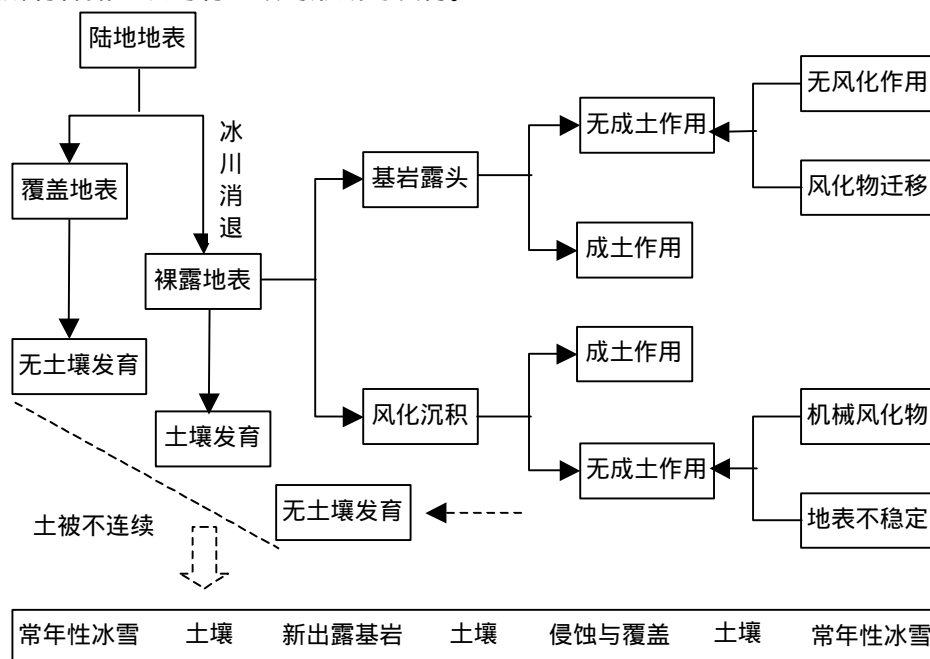 陆地地表
冰川消退
覆盖地表
裸露地表
无土壤发育
土壤发育
基岩露头
风化沉积
无成土作用
成土作用
成土作用
无成土作用
无风化作用
风化物迁移
机械风化物
地表不稳定
无土壤发育
土被不连续
常年性冰雪 土壤 新出露基岩 土壤 侵蚀与覆盖 土壤 常年性冰雪